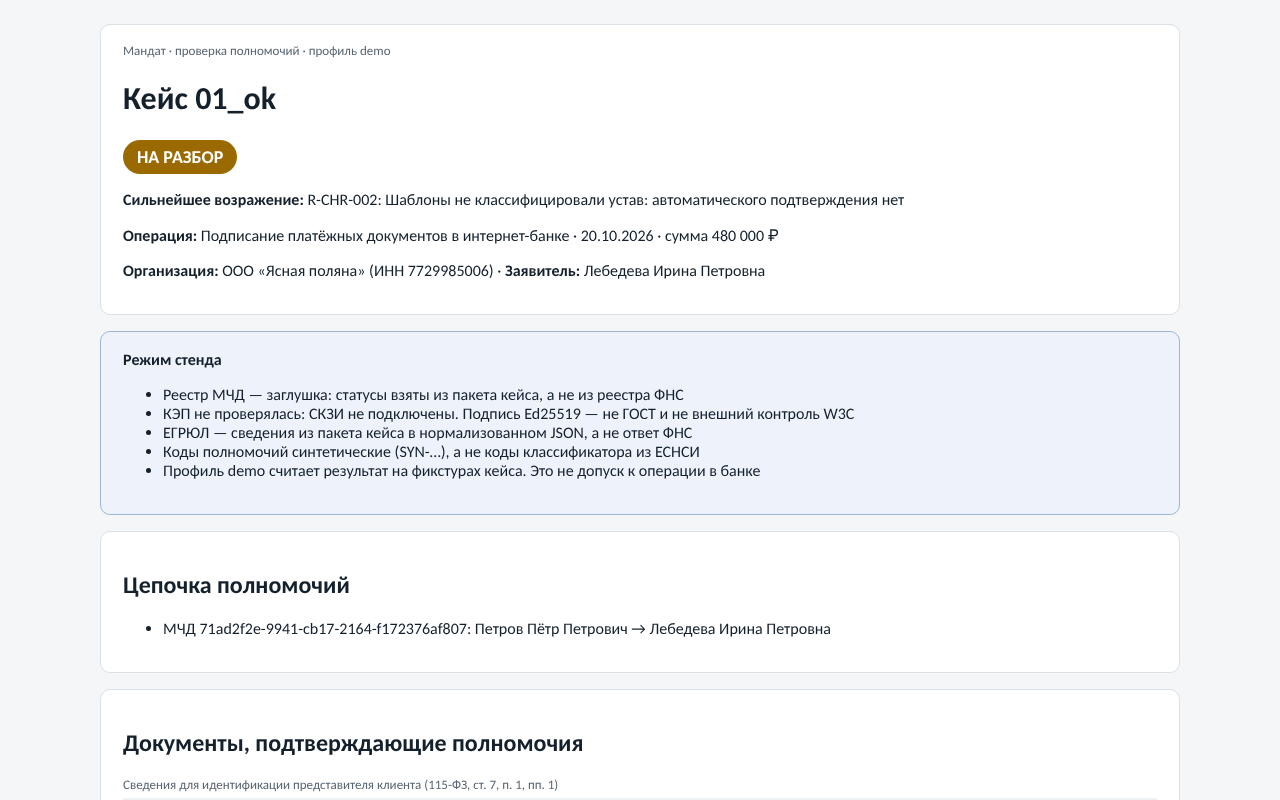 Мандат · проверка полномочий · профиль demo
Кейс 01_ok
НА РАЗБОР
Сильнейшее возражение: R-CHR-002: Шаблоны не классифицировали устав: автоматического подтверждения нет
Операция: Подписание платёжных документов в интернет-банке · 20.10.2026 · сумма 480 000 ₽
Организация: ООО «Ясная поляна» (ИНН 7729985006) · Заявитель: Лебедева Ирина Петровна
Режим стенда
• Реестр МЧД — заглушка: статусы взяты из пакета кейса, а не из реестра ФНС
• КЭП не проверялась: СКЗИ не подключены. Подпись Ed25519 — не ГОСТ и не внешний контроль W3C
• ЕГРЮЛ — сведения из пакета кейса в нормализованном JSON, а не ответ ФНС
• Коды полномочий синтетические (SYN-…), а не коды классификатора из ЕСНСИ
• Профиль demo считает результат на фикстурах кейса. Это не допуск к операции в банке
Цепочка полномочий
• МЧД 71ad2f2e-9941-cb17-2164-f172376af807: Петров Пётр Петрович → Лебедева Ирина Петровна
Документы, подтверждающие полномочия
Сведения для идентификации представителя клиента (115-ФЗ, ст. 7, п. 1, пп. 1)